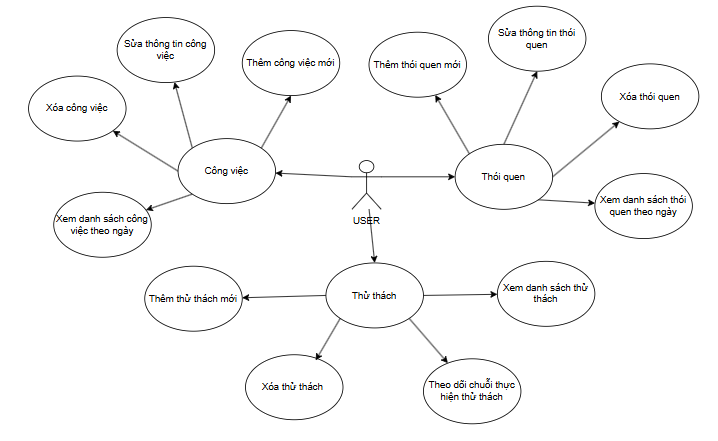 Sửa thông tin công
việc
Thêm công việc mới
Xóa công việc
Công việc
Xem danh sách công
việc theo ngày
Sửa thông tin thói
quen
Thêm thói quen mới
Xóa thói quen
Thói quen
Xem danh sách thói
quen theo ngày
USER
Thử thách
Thêm thử thách mới
Xem danh sách thử
thách
Xóa thử thách
Theo dõi chuỗi thực
hiện thử thách